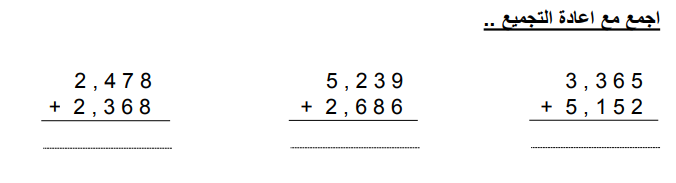 اجمع مع اعادة التجميع ..
2,478 5,239 3,365
+ 2,368 + 2,686 + 5,152